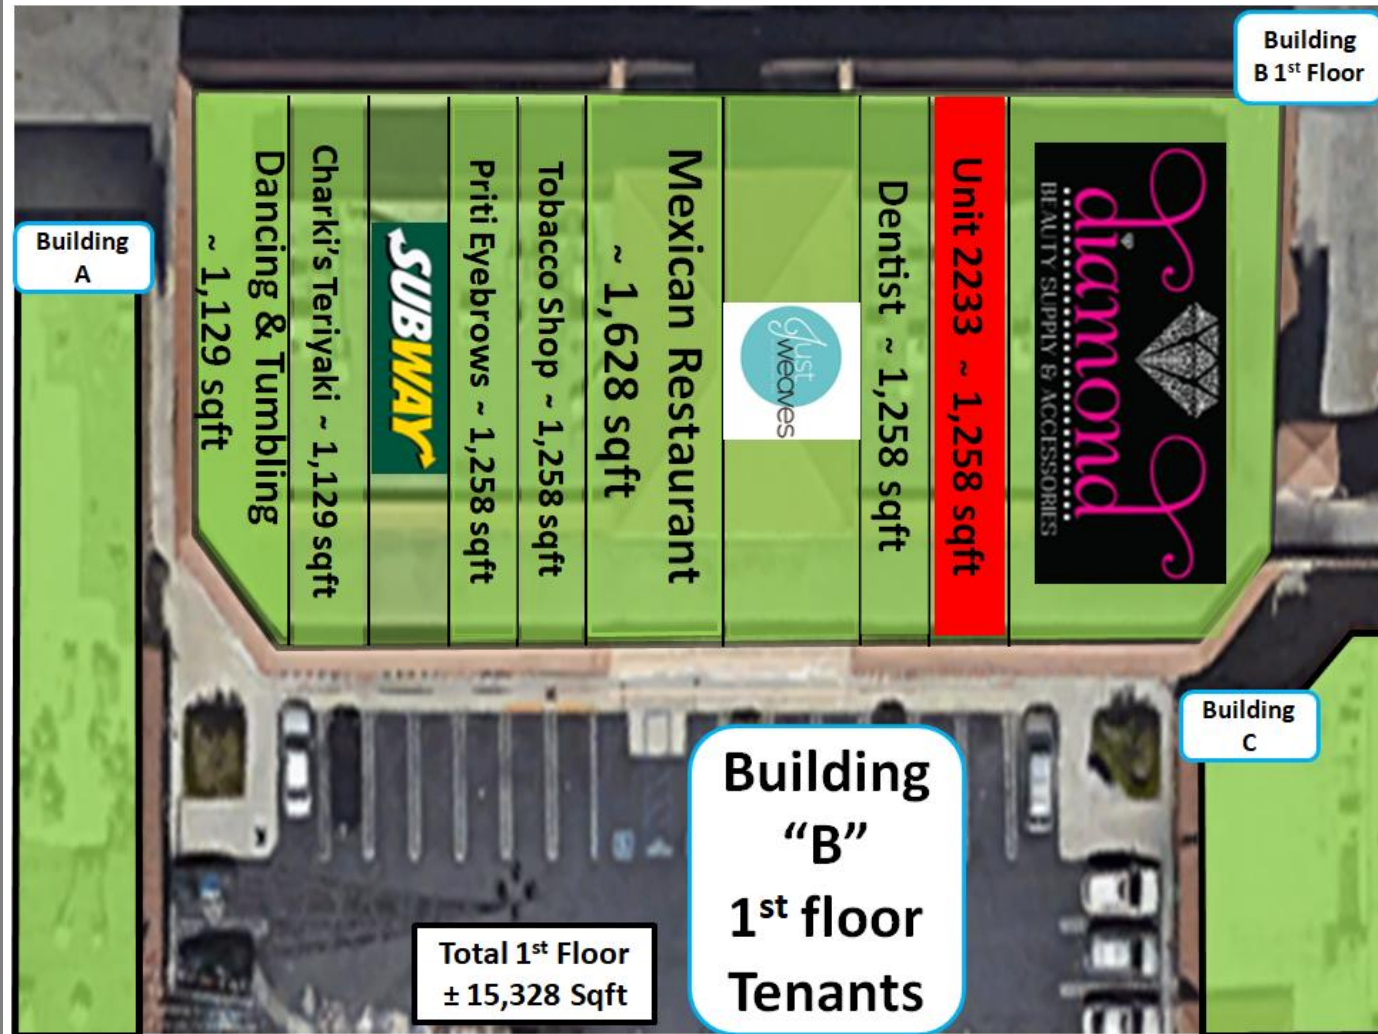 Building
B 1st Floor
Building
A
Dancing & Tumbling
~ 1,129 sqft
Charki's Teriyaki ~ 1,129 sqft
SUBWAY
Priti Eyebrows ~ 1,258 sqft
Tobacco Shop ~ 1,258 sqft
Mexican Restaurant
~ 1,628 sqft
Just
weaves
Dentist ~ 1,258 sqft
Unit 2233 ~ 1,258 sqft
diamond
BEAUTY SUPPLY & ACCESSORIES
Building
C
Building
“B”
1st floor
Tenants
Total 1st Floor
± 15,328 Sqft